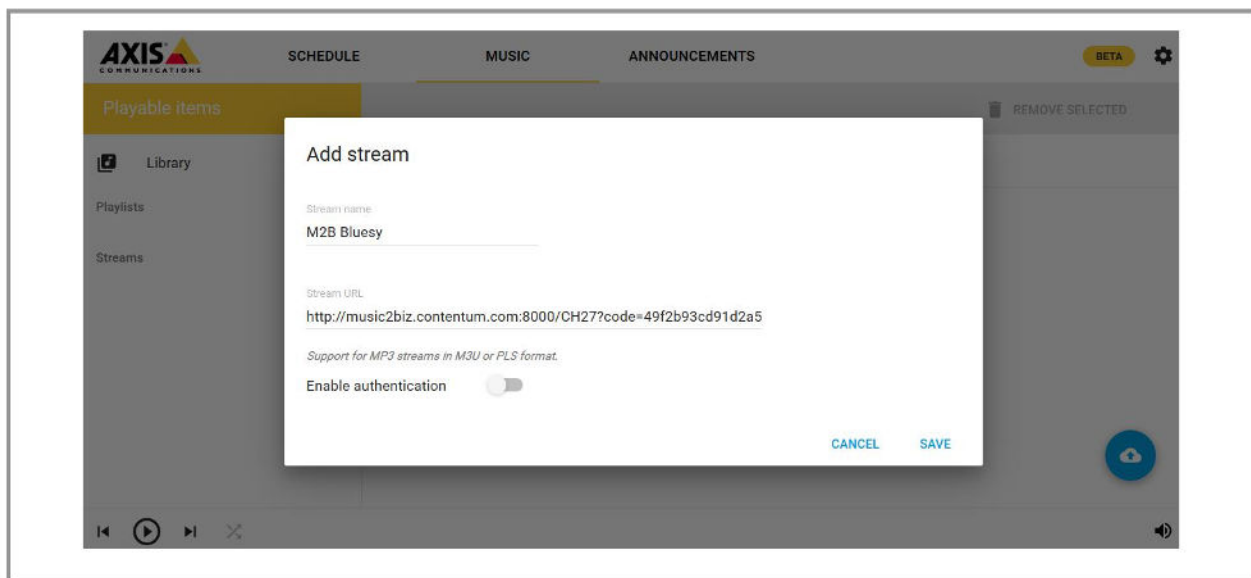 AXIS
COMMUNICATIONS
SCHEDULE
MUSIC
ANNOUNCEMENTS
BETA
Playable items
REMOVE SELECTED
Library
Playlists
Streams
Add stream
Stream name
M2B Bluesy
Stream URL
http://music2biz.contentum.com:8000/CH27?code=49f2b93cd91d2a5
Support for MP3 streams in M3U or PLS format.
Enable authentication
CANCEL
SAVE